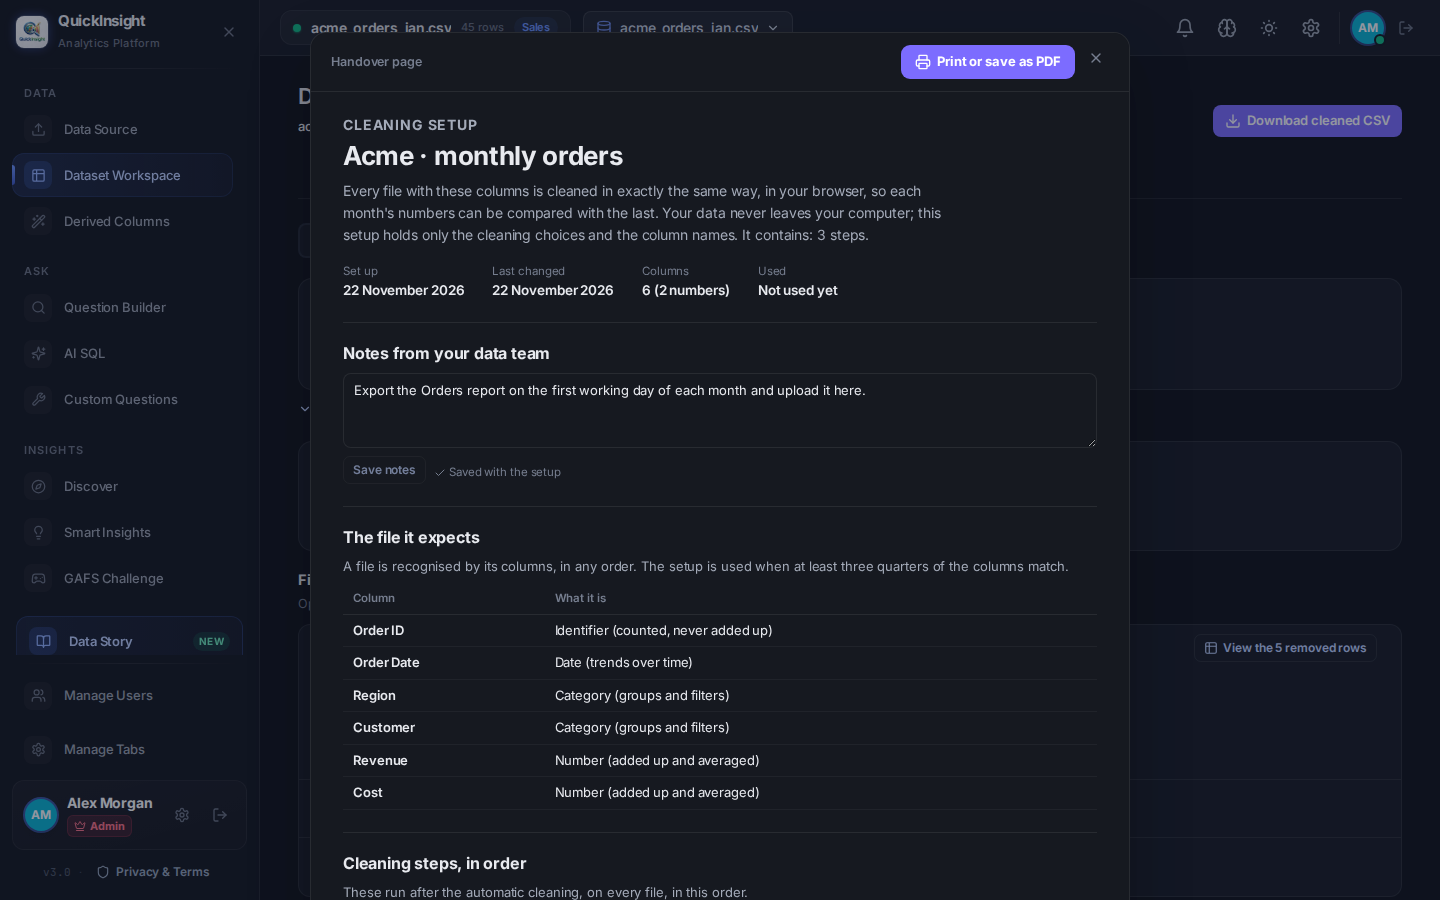 QuickInsight
Analytics Platform
DATA
Data Source
Dataset Workspace
Derived Columns
ASK
Question Builder
AI SQL
Custom Questions
INSIGHTS
Discover
Smart Insights
GAFS Challenge
Data Story NEW
Manage Users
Manage Tabs
AM Alex Morgan
Admin
v3.0 · Privacy & Terms
acme_orders_jan.csv 45 rows Sales
acme_orders_jan.csv
AM
Download cleaned CSV
View the 5 removed rows
Handover page
Print or save as PDF
CLEANING SETUP
Acme · monthly orders
Every file with these columns is cleaned in exactly the same way, in your browser, so each
month's numbers can be compared with the last. Your data never leaves your computer; this
setup holds only the cleaning choices and the column names. It contains: 3 steps.
Set up Last changed Columns Used
22 November 2026 22 November 2026 6 (2 numbers) Not used yet
Notes from your data team
Export the Orders report on the first working day of each month and upload it here.
Save notes ✓ Saved with the setup
The file it expects
A file is recognised by its columns, in any order. The setup is used when at least three quarters of the columns match.
Column What it is
Order ID Identifier (counted, never added up)
Order Date Date (trends over time)
Region Category (groups and filters)
Customer Category (groups and filters)
Revenue Number (added up and averaged)
Cost Number (added up and averaged)
Cleaning steps, in order
These run after the automatic cleaning, on every file, in this order.